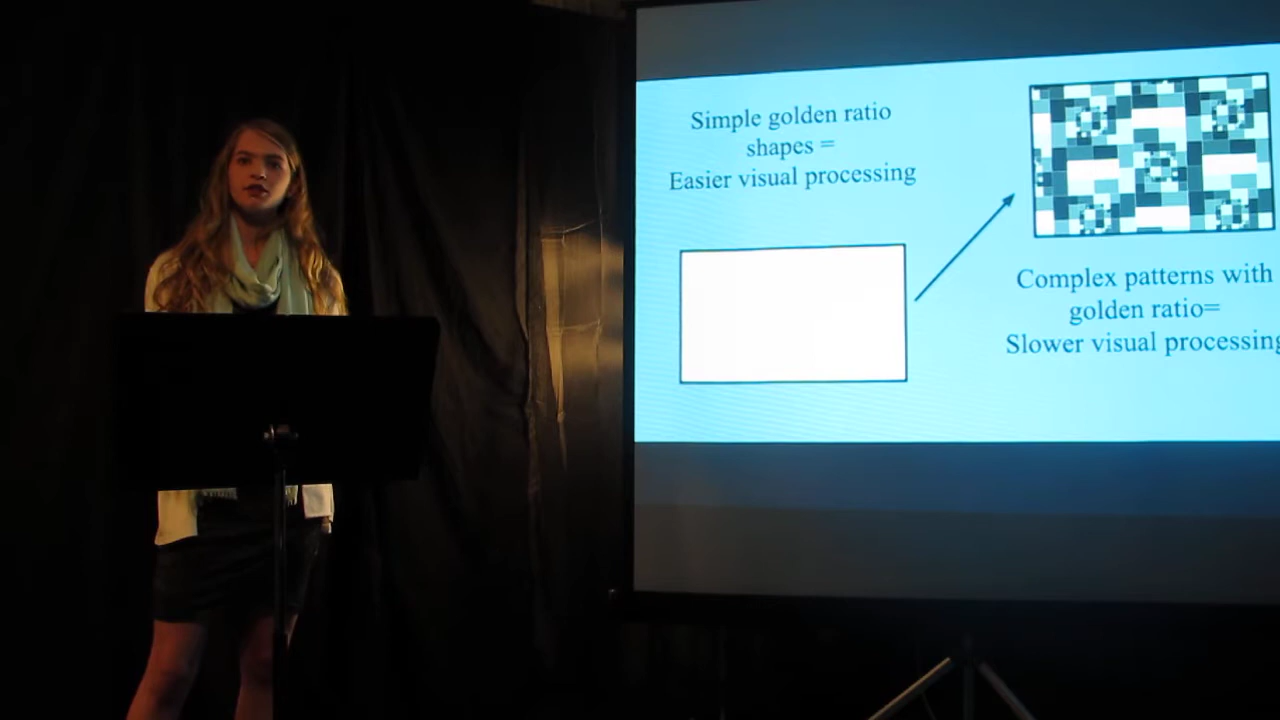 Simple golden ratio
shapes =
Easier visual processing
Complex patterns with
golden ratio=
Slower visual processing